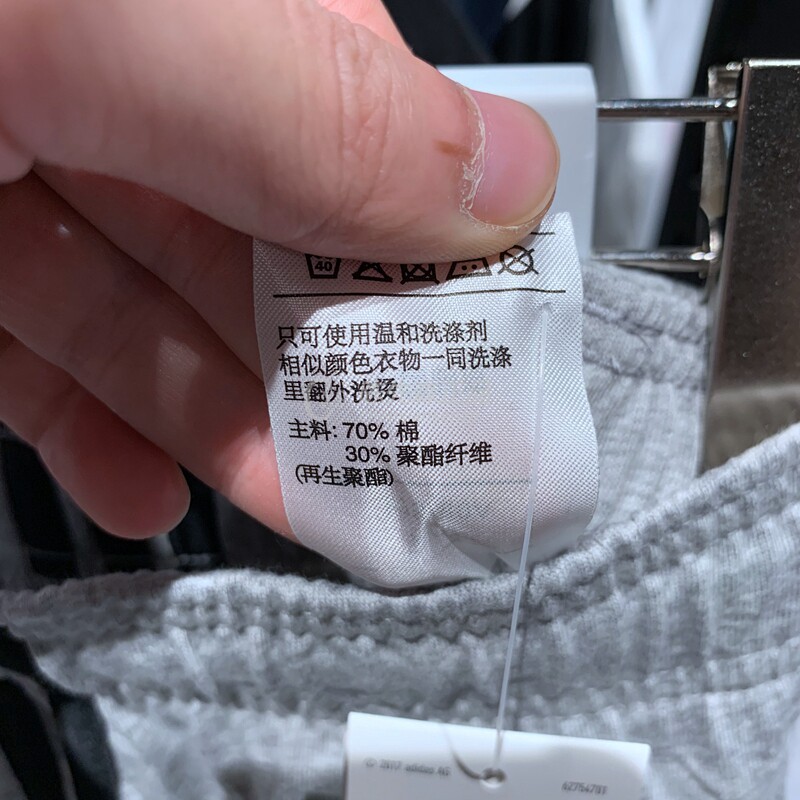 40
只可使用温和洗涤剂
相似颜色衣物一同洗涤
里翻外洗烫
主料: 70% 棉
30% 聚酯纤维
(再生聚酯)
adidas AG